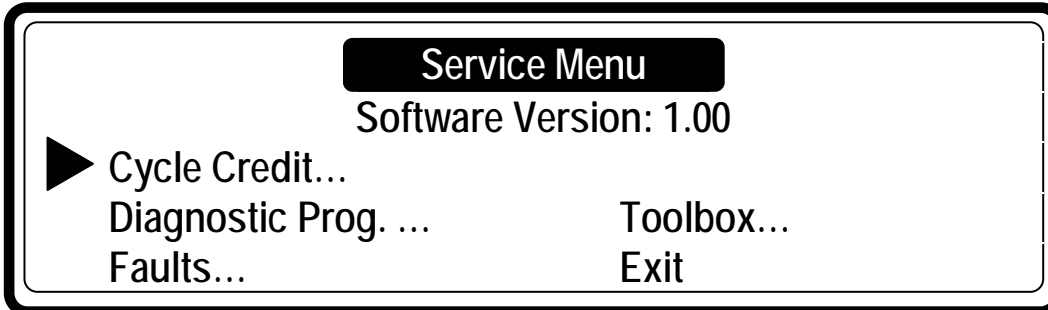 Service Menu
Software Version: 1.00
Cycle Credit...
Diagnostic Prog. ... Toolbox...
Faults... Exit